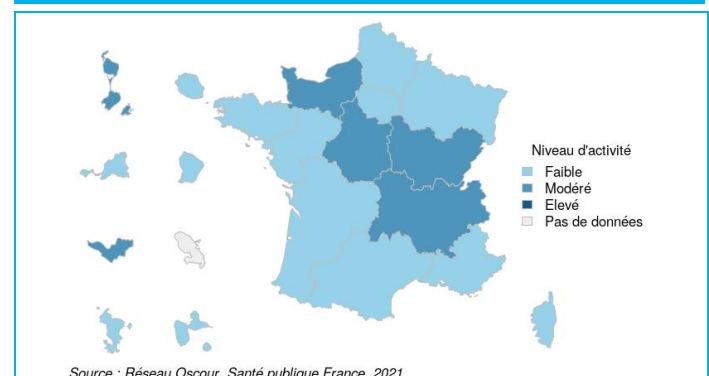 Niveau d'activité
Faible
Modéré
Elevé
Pas de données
Source : Réseau Oscour, Santé publique France, 2021